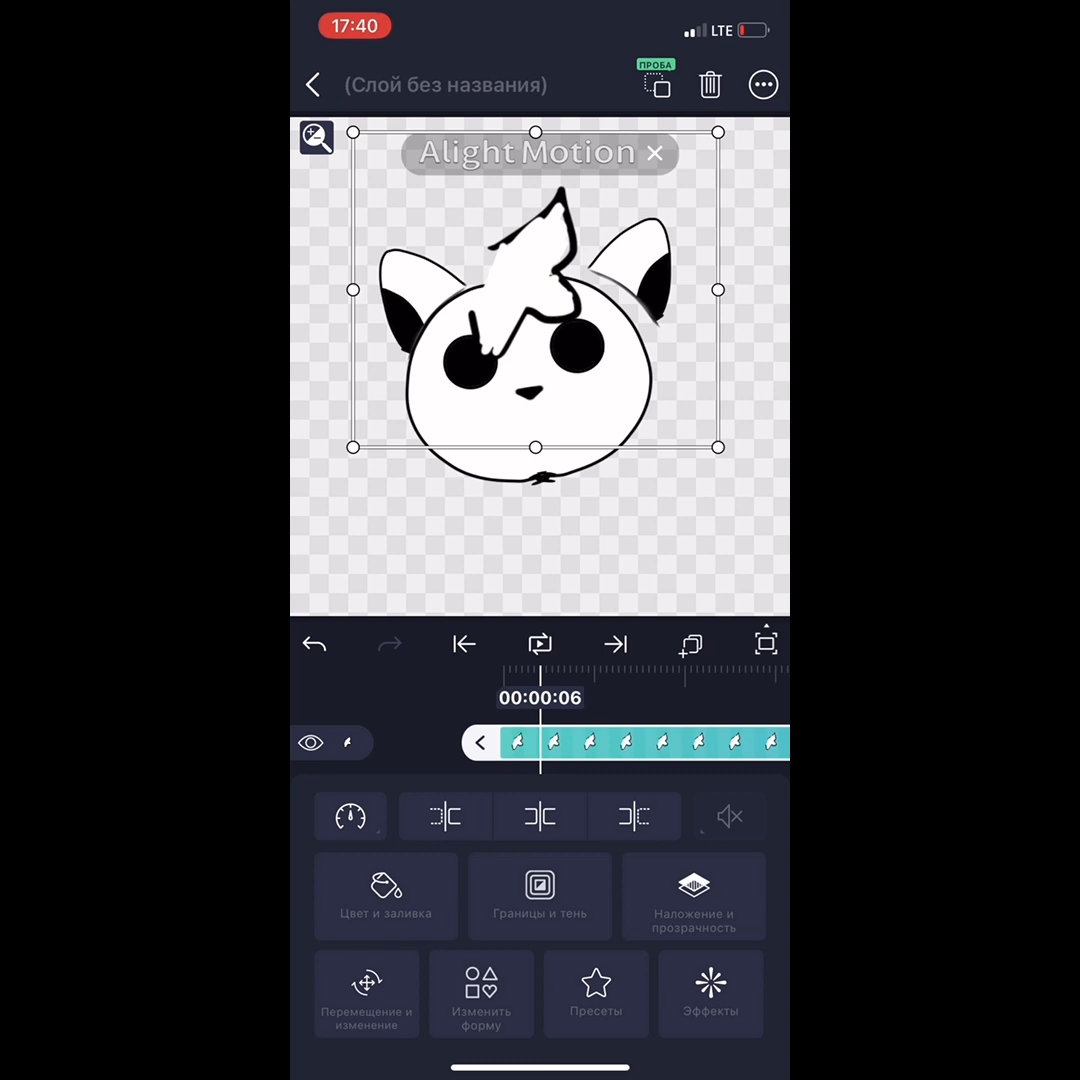 17:40
LTE
ПРОБА
(Слой без названия)
Alight Motion
00:00:06
Цвет и заливка
Границы и тень
Наложение и
прозрачность
Перемещение и
изменение
Изменить
форму
Пресеты
Эффекты